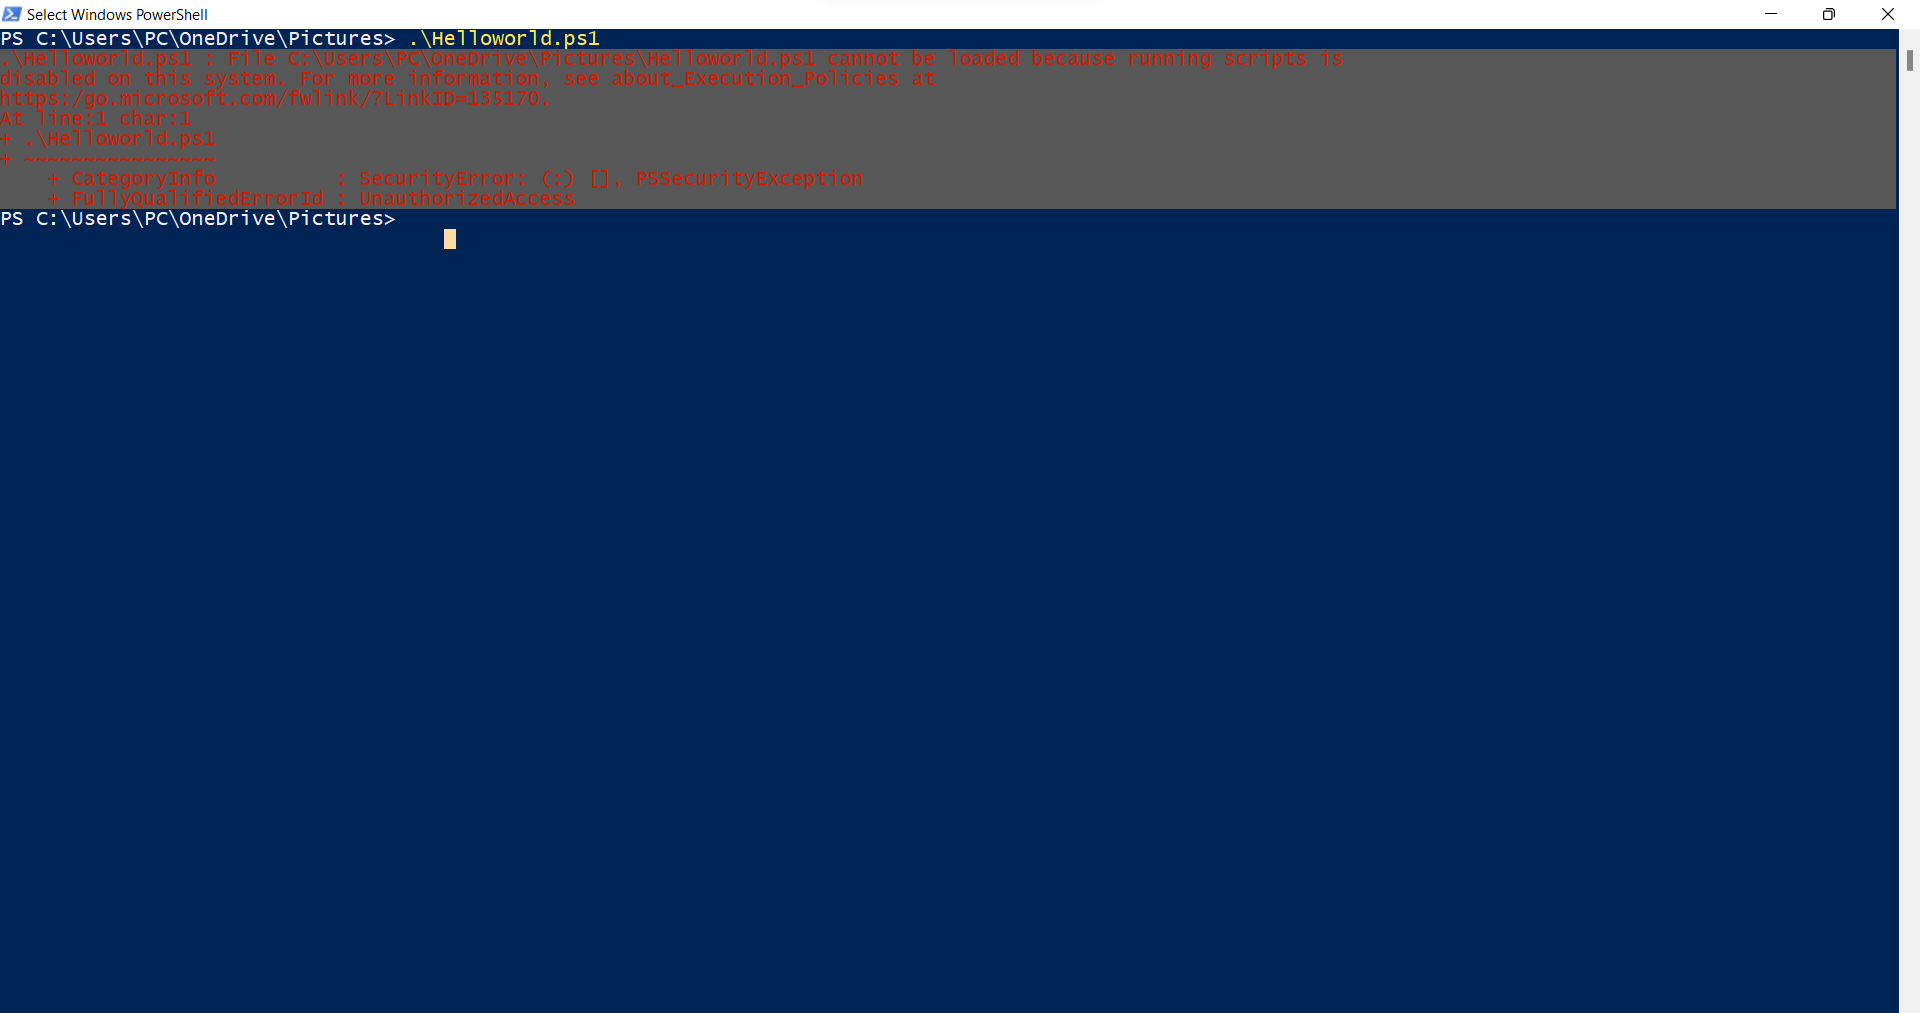 Select Windows PowerShell
PS C:\Users\PC\OneDrive\Pictures> .\Helloworld.ps1
.\Helloworld.ps1 : File C:\Users\PC\OneDrive\Pictures\Helloworld.ps1 cannot be loaded because running scripts is
disabled on this system. For more information, see about_Execution_Policies at
https:/go.microsoft.com/fwlink/?LinkID=135170.
At line:1 char:1
+ .\Helloworld.ps1
+ ~~~~~~~~~~~~~~~~
    + CategoryInfo          : SecurityError: (:) [], PSSecurityException
    + FullyQualifiedErrorId : UnauthorizedAccess
PS C:\Users\PC\OneDrive\Pictures>